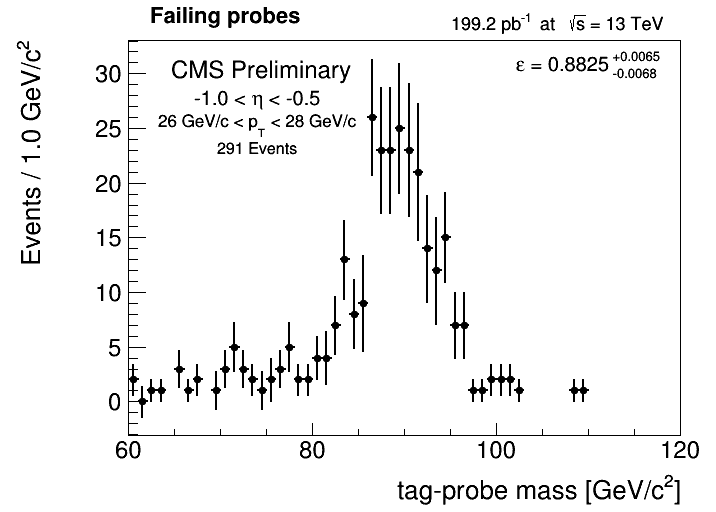 Failing probes
199.2 pb⁻¹ at √s = 13 TeV
CMS Preliminary
-1.0 < η < -0.5
26 GeV/c < p_T < 28 GeV/c
291 Events
ε = 0.8825 +0.0065 -0.0068
Events / 1.0 GeV/c²
30
25
20
15
10
5
0
60 80 100 120
tag-probe mass [GeV/c²]